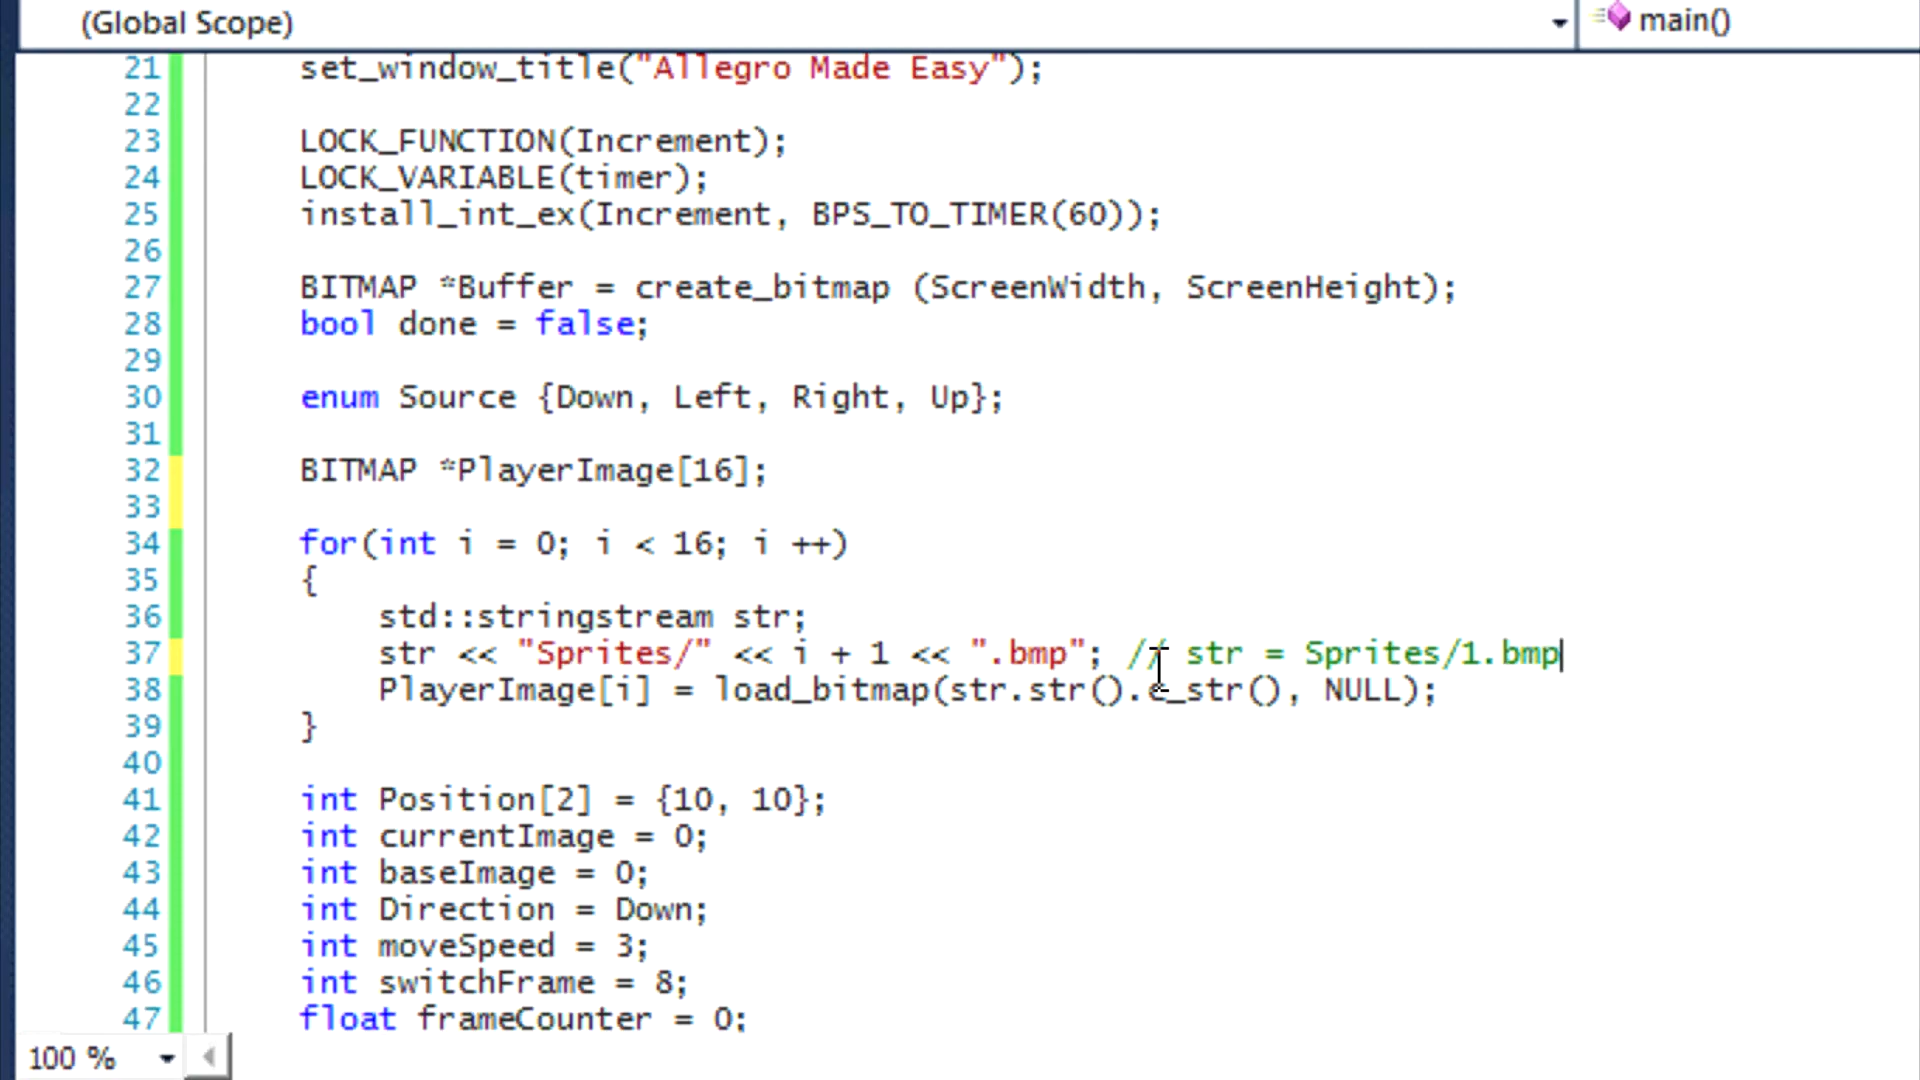 (Global Scope) main()
21 set_window_title("Allegro Made Easy");
22
23 LOCK_FUNCTION(Increment);
24 LOCK_VARIABLE(timer);
25 install_int_ex(Increment, BPS_TO_TIMER(60));
26
27 BITMAP *Buffer = create_bitmap (ScreenWidth, ScreenHeight);
28 bool done = false;
29
30 enum Source {Down, Left, Right, Up};
31
32 BITMAP *PlayerImage[16];
33
34 for(int i = 0; i < 16; i ++)
35 {
36 std::stringstream str;
37 str << "Sprites/" << i + 1 << ".bmp"; // str = Sprites/1.bmp
38 PlayerImage[i] = load_bitmap(str.str().c_str(), NULL);
39 }
40
41 int Position[2] = {10, 10};
42 int currentImage = 0;
43 int baseImage = 0;
44 int Direction = Down;
45 int moveSpeed = 3;
46 int switchFrame = 8;
47 float frameCounter = 0;
100 %